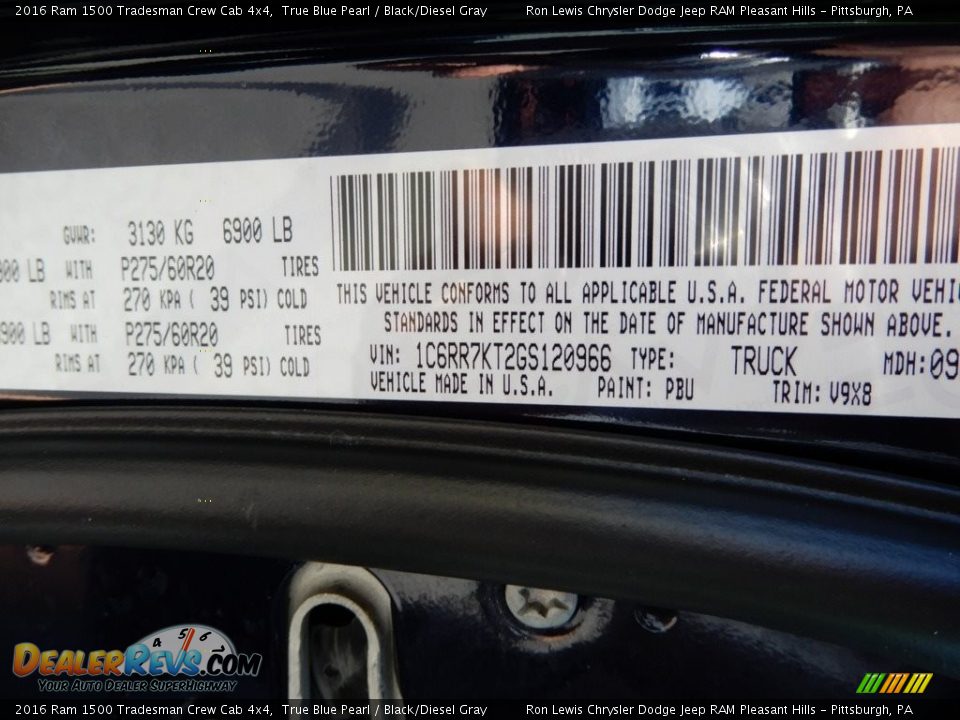 2016 Ram 1500 Tradesman Crew Cab 4x4, True Blue Pearl / Black/Diesel Gray Ron Lewis Chrysler Dodge Jeep RAM Pleasant Hills – Pittsburgh, PA
GVWR: 3130 KG 6900 LB
LB WITH P275/60R20 TIRES
RIMS AT 270 KPA ( 39 PSI) COLD
LB WITH P275/60R20 TIRES
RIMS AT 270 KPA ( 39 PSI) COLD
THIS VEHICLE CONFORMS TO ALL APPLICABLE U.S.A. FEDERAL MOTOR
STANDARDS IN EFFECT ON THE DATE OF MANUFACTURE SHOWN ABOVE.
VIN: 1C6RR7KT2GS120966 TYPE: TRUCK MDH: 09
VEHICLE MADE IN U.S.A. PAINT: PBU TRIM: V9X8
4 5 6
DealerRevs.com
Your Auto Dealer SuperHighway
2016 Ram 1500 Tradesman Crew Cab 4x4, True Blue Pearl / Black/Diesel Gray Ron Lewis Chrysler Dodge Jeep RAM Pleasant Hills – Pittsburgh, PA